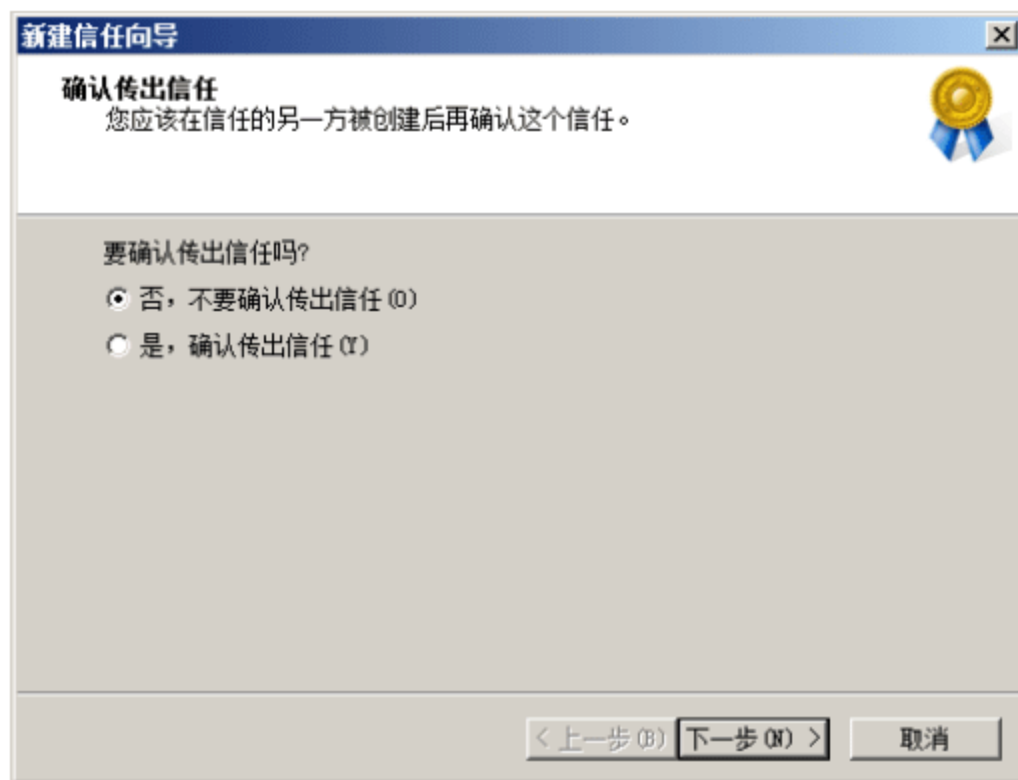 新建信任向导
确认传出信任
您应该在信任的另一方被创建后再确认这个信任。
要确认传出信任吗?
否，不要确认传出信任(O)
是，确认传出信任(Y)
< 上一步(B)
下一步(N) >
取消